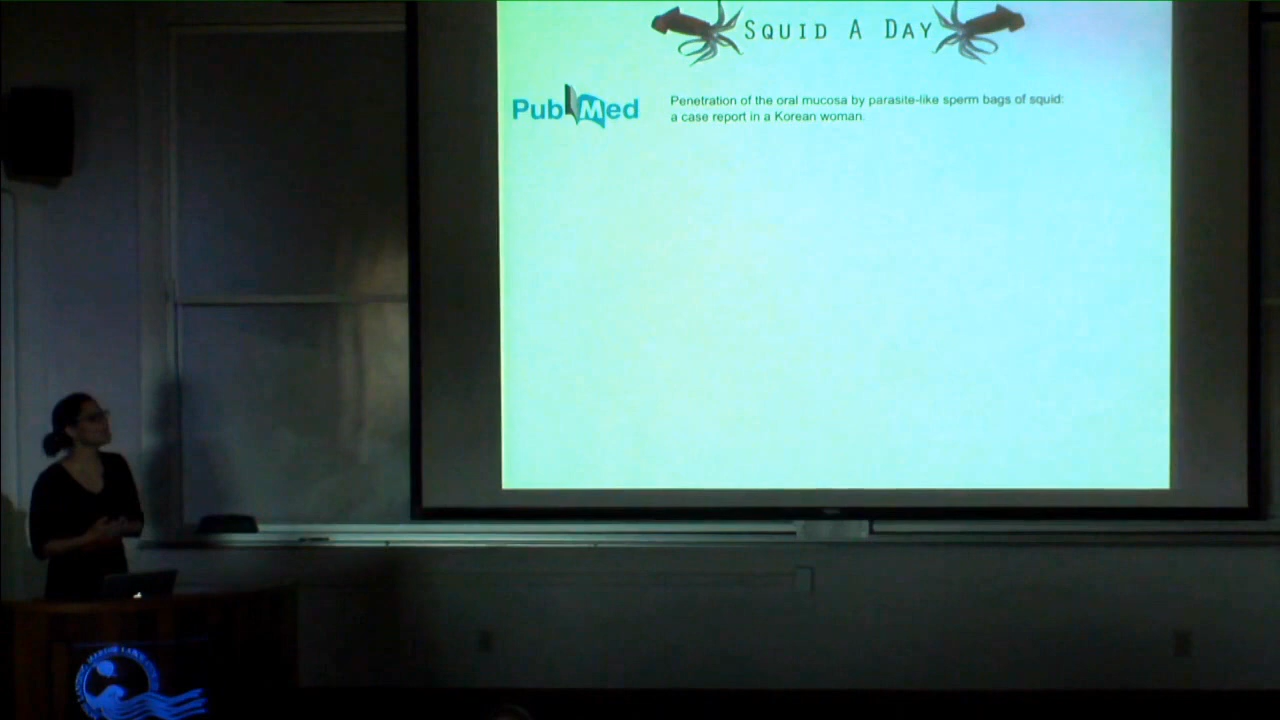 SQUID A DAY
PubMed
Penetration of the oral mucosa by parasite-like sperm bags of squid:
a case report in a Korean woman.